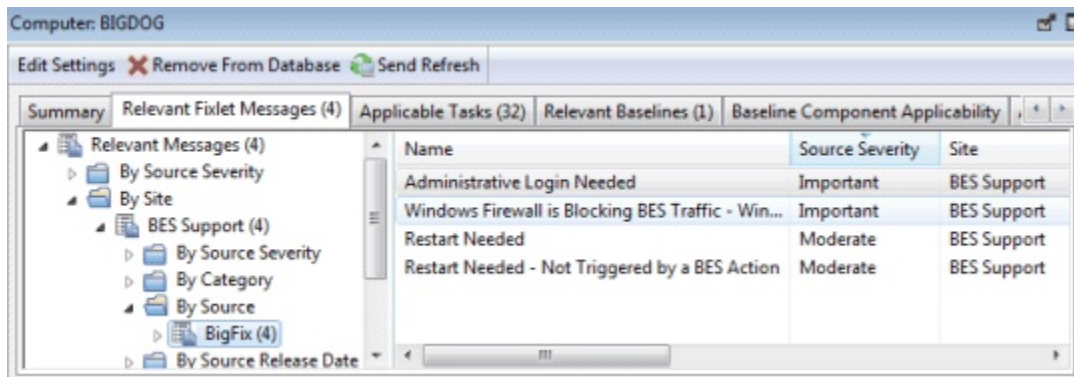 Computer: BIGDOG
Edit Settings Remove From Database Send Refresh
Summary Relevant Fixlet Messages (4) Applicable Tasks (32) Relevant Baselines (1) Baseline Component Applicability
Relevant Messages (4)
By Source Severity
By Site
BES Support (4)
By Source Severity
By Category
By Source
BigFix (4)
By Source Release Date
Name Source Severity Site
Administrative Login Needed Important BES Support
Windows Firewall is Blocking BES Traffic - Win... Important BES Support
Restart Needed Moderate BES Support
Restart Needed - Not Triggered by a BES Action Moderate BES Support